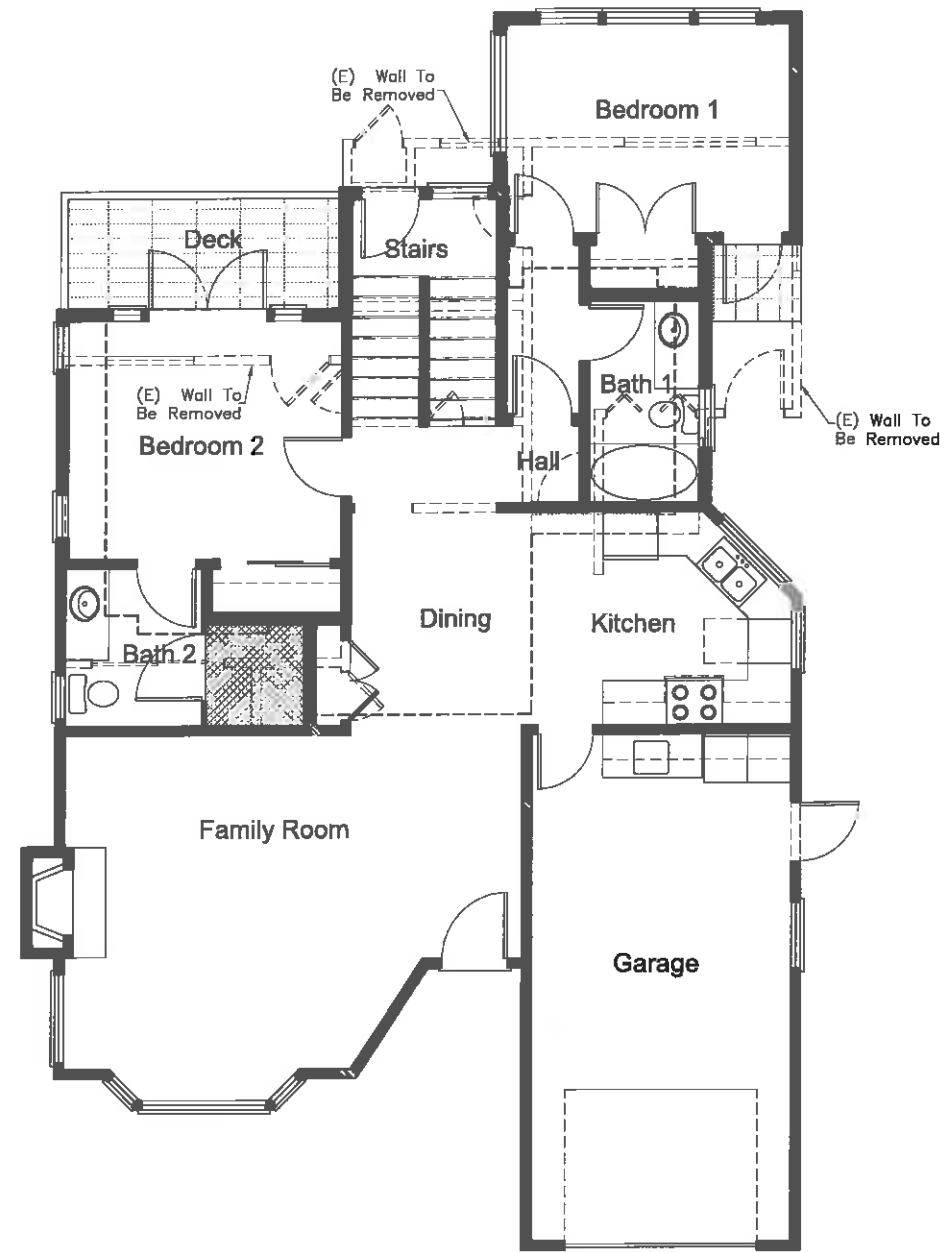 (E) Wall To
Be Removed
Bedroom 1
Deck
Stairs
(E) Wall To
Be Removed
Bath 1
(E) Wall To
Be Removed
Bedroom 2
Hall
Dining
Kitchen
Bath 2
Family Room
Garage